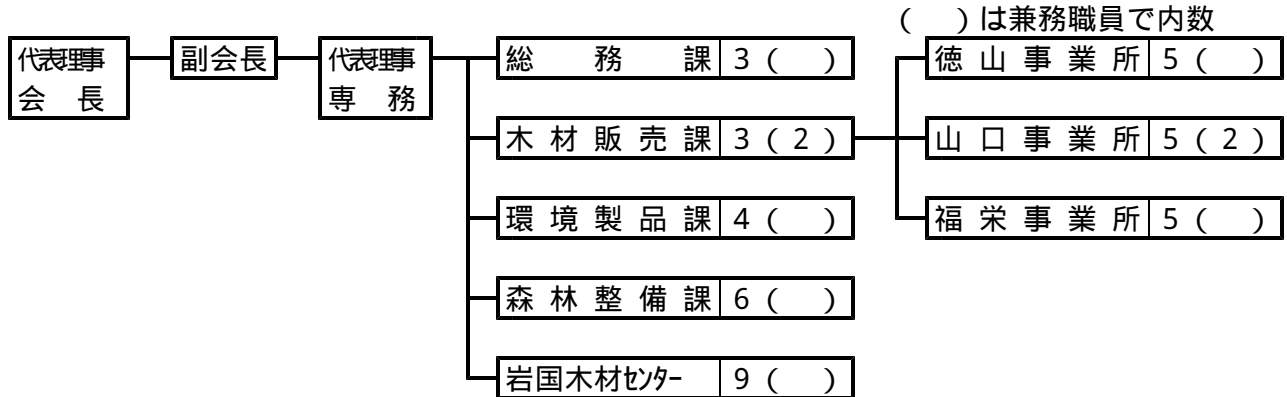 ( )は兼務職員で内数
代表理事
会 長
副会長
代表理事
専 務
総 務 課 3 ( )
木 材 販 売 課 3 ( 2 )
環 境 製 品 課 4 ( )
森 林 整 備 課 6 ( )
岩国木材ｾﾝﾀｰ 9 ( )
徳 山 事 業 所 5 ( )
山 口 事 業 所 5 ( 2 )
福 栄 事 業 所 5 ( )